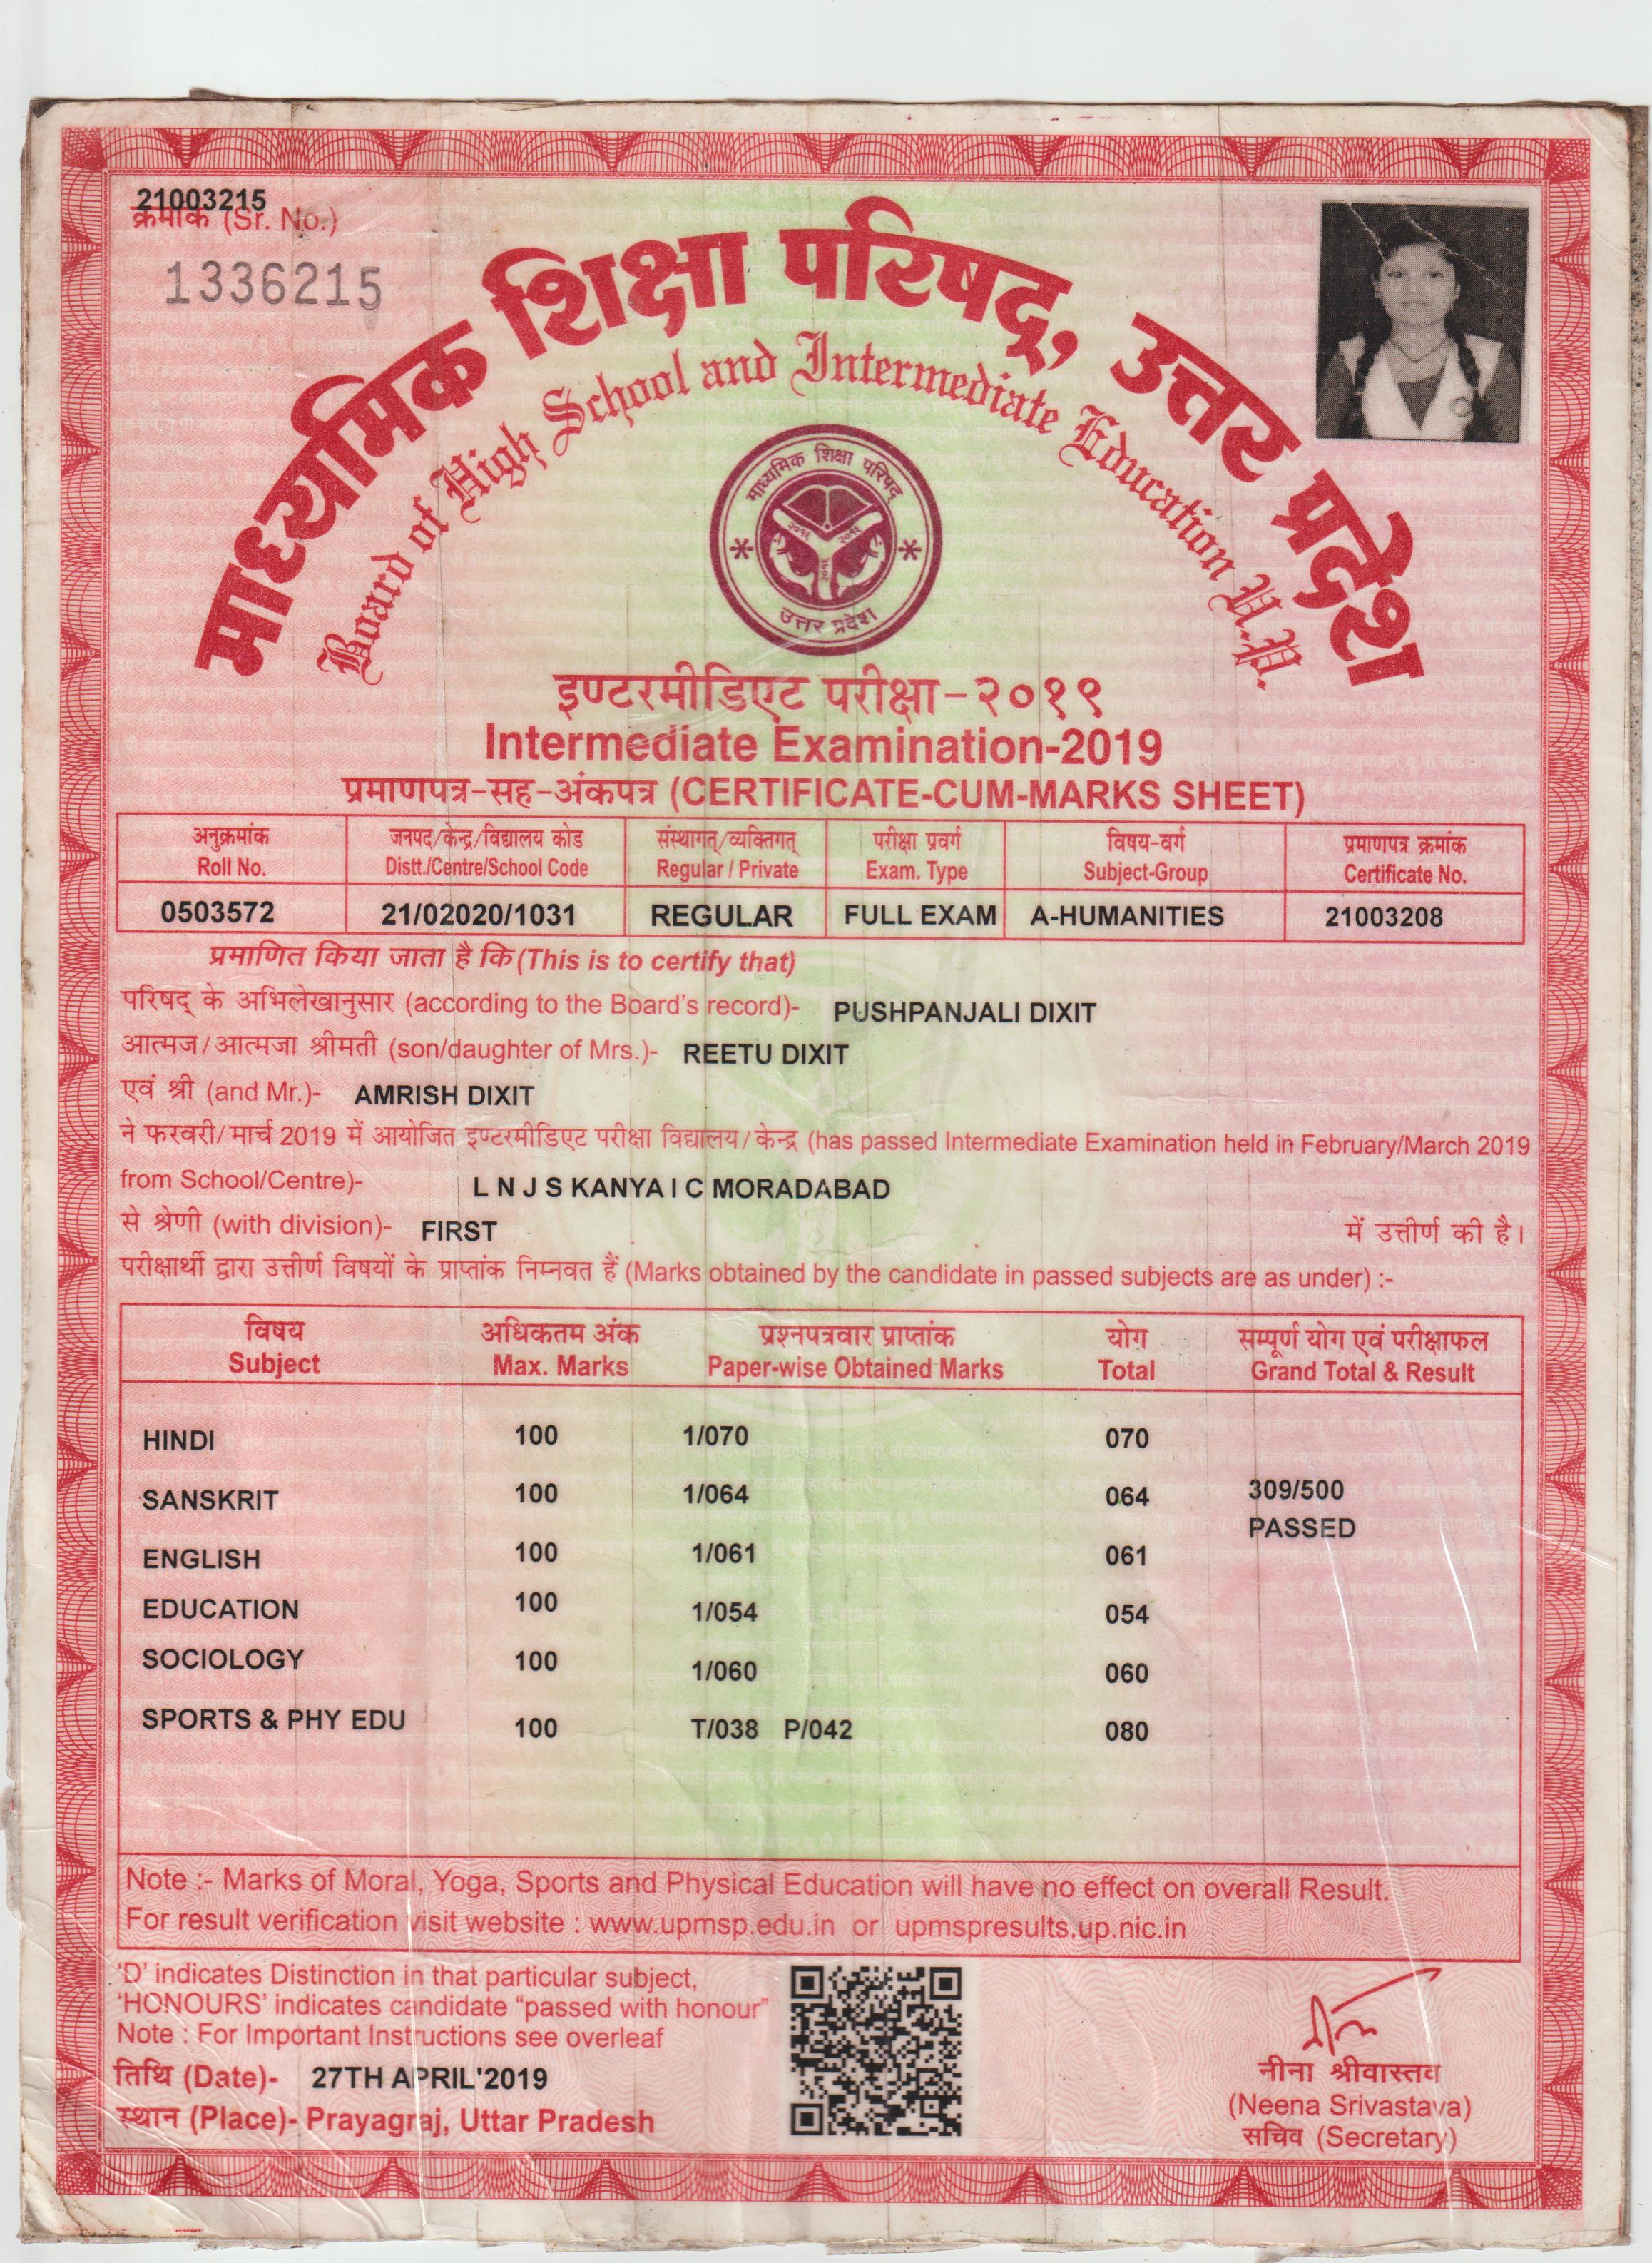 21003215
क्रमांक (Sr. No.)
1336215
माध्यमिक शिक्षा परिषद्, उत्तर प्रदेश
Board of High School and Intermediate Education U.P.
माध्यमिक शिक्षा परिषद्
२०१९ २०१९
उत्तर प्रदेश
इण्टरमीडिएट परीक्षा-२०१९
Intermediate Examination-2019
प्रमाणपत्र-सह-अंकपत्र (CERTIFICATE-CUM-MARKS SHEET)
अनुक्रमांक जनपद/केन्द्र/विद्यालय कोड संस्थागत्/व्यक्तिगत् परीक्षा प्रवर्ग विषय-वर्ग प्रमाणपत्र क्रमांक
Roll No. Distt./Centre/School Code Regular / Private Exam. Type Subject-Group Certificate No.
0503572 21/02020/1031 REGULAR FULL EXAM A-HUMANITIES 21003208
प्रमाणित किया जाता है कि (This is to certify that)
परिषद् के अभिलेखानुसार (according to the Board's record)- PUSHPANJALI DIXIT
आत्मज/आत्मजा श्रीमती (son/daughter of Mrs.)- REETU DIXIT
एवं श्री (and Mr.)- AMRISH DIXIT
ने फरवरी/मार्च 2019 में आयोजित इण्टरमीडिएट परीक्षा विद्यालय/केन्द्र (has passed Intermediate Examination held in February/March 2019
from School/Centre)- L N J S KANYA I C MORADABAD
से श्रेणी (with division)- FIRST में उत्तीर्ण की है।
परीक्षार्थी द्वारा उत्तीर्ण विषयों के प्राप्तांक निम्नवत हैं (Marks obtained by the candidate in passed subjects are as under) :-
विषय अधिकतम अंक प्रश्नपत्रवार प्राप्तांक योग सम्पूर्ण योग एवं परीक्षाफल
Subject Max. Marks Paper-wise Obtained Marks Total Grand Total & Result
HINDI 100 1/070 070
SANSKRIT 100 1/064 064 309/500
PASSED
ENGLISH 100 1/061 061
EDUCATION 100 1/054 054
SOCIOLOGY 100 1/060 060
SPORTS & PHY EDU 100 T/038 P/042 080
Note :- Marks of Moral, Yoga, Sports and Physical Education will have no effect on overall Result.
For result verification visit website : www.upmsp.edu.in or upmspresults.up.nic.in
'D' indicates Distinction in that particular subject,
'HONOURS' indicates candidate "passed with honour"
Note : For Important Instructions see overleaf
तिथि (Date)- 27TH APRIL'2019
स्थान (Place)- Prayagraj, Uttar Pradesh
नीना श्रीवास्तव
(Neena Srivastava)
सचिव (Secretary)